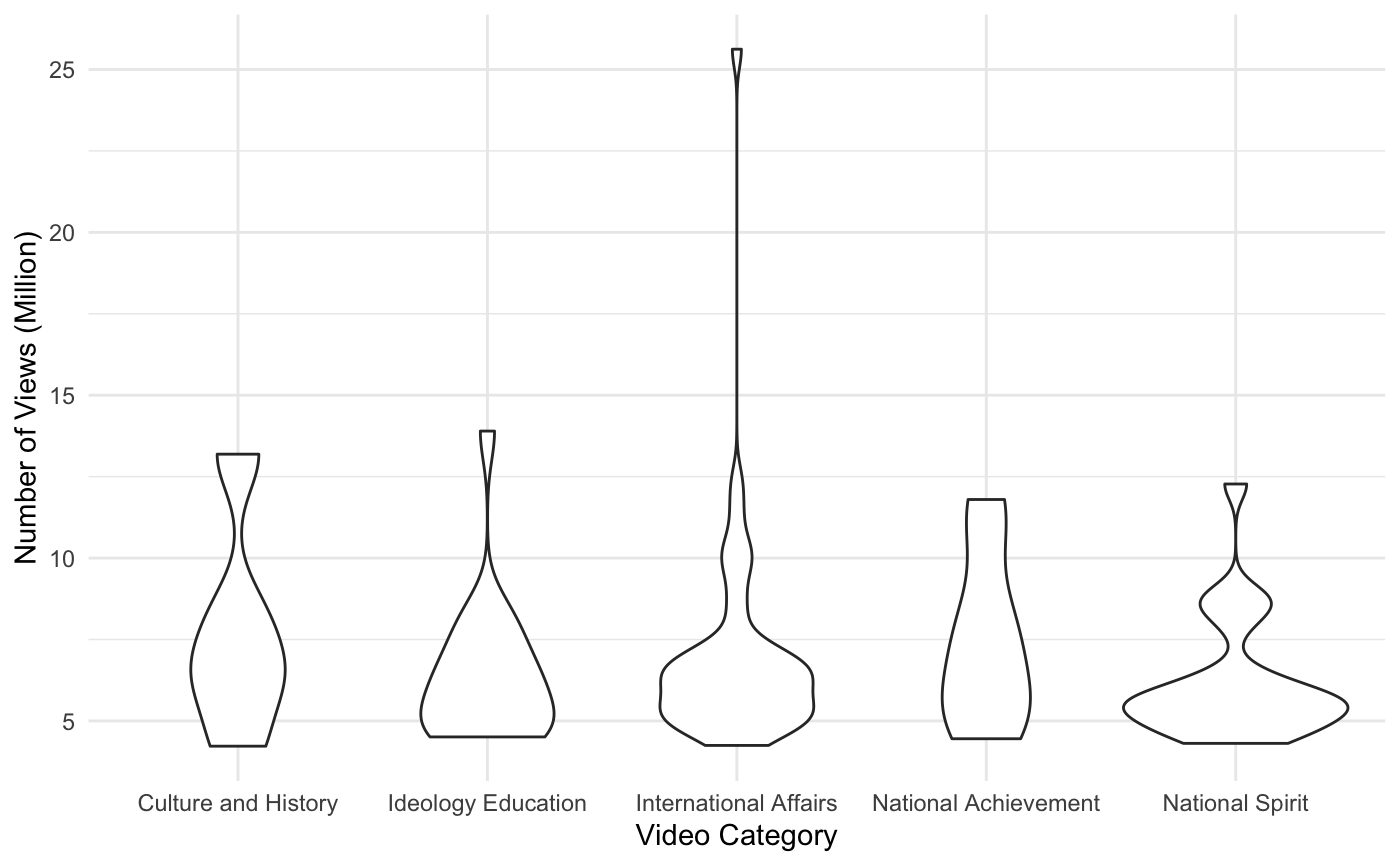 Number of Views (Million)
25
20
15
10
5
Culture and History
Ideology Education
International Affairs
National Achievement
National Spirit
Video Category